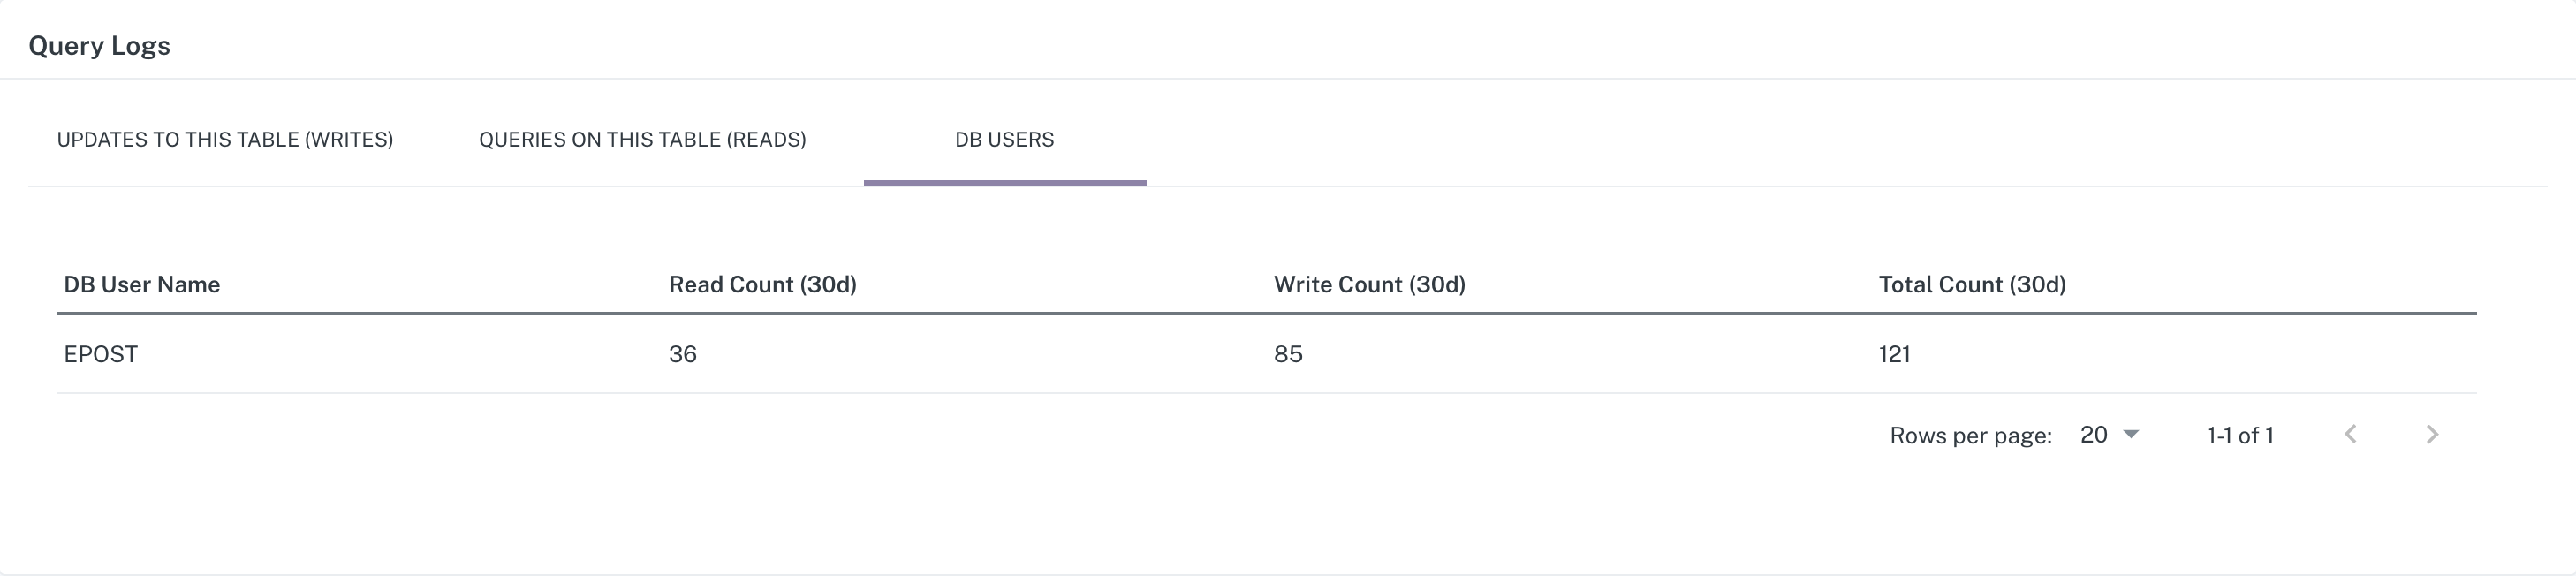 Query Logs
UPDATES TO THIS TABLE (WRITES) QUERIES ON THIS TABLE (READS) DB USERS
DB User Name Read Count (30d) Write Count (30d) Total Count (30d)
EPOST 36 85 121
Rows per page: 20 1-1 of 1